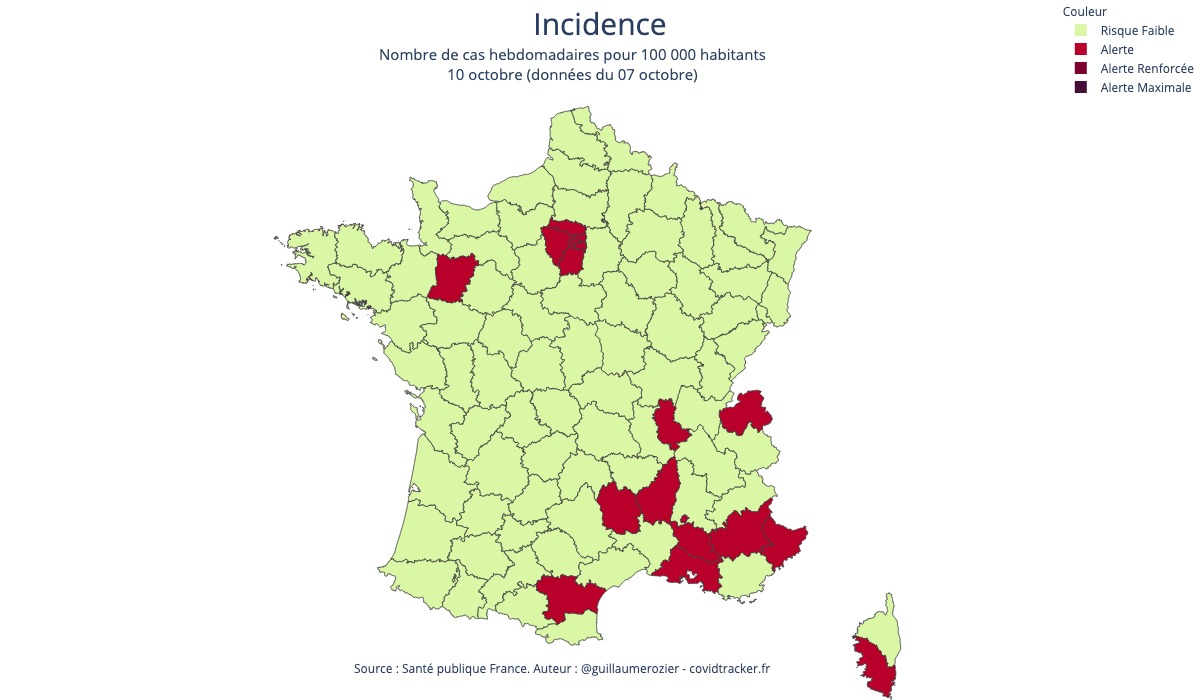 Incidence
Nombre de cas hebdomadaires pour 100 000 habitants
10 octobre (données du 07 octobre)
Couleur
Risque Faible
Alerte
Alerte Renforcée
Alerte Maximale
Source : Santé publique France. Auteur : @guillaumerozier - covidtracker.fr